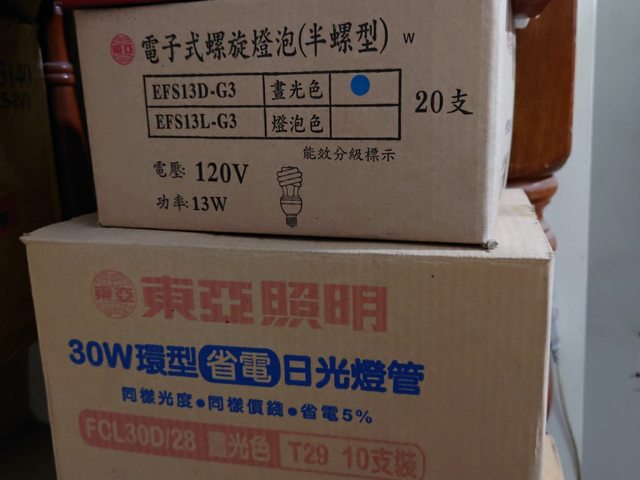 東亞 電子式螺旋燈泡(半螺型) W
EFS13D-G3 晝光色
EFS13L-G3 燈泡色
20支
能效分級標示
電壓: 120V
功率: 13W
東亞 東亞照明
30W環型省電日光燈管
同樣光度●同樣價錢●省電5%
FCL30D/28 晝光色 T29 10支裝